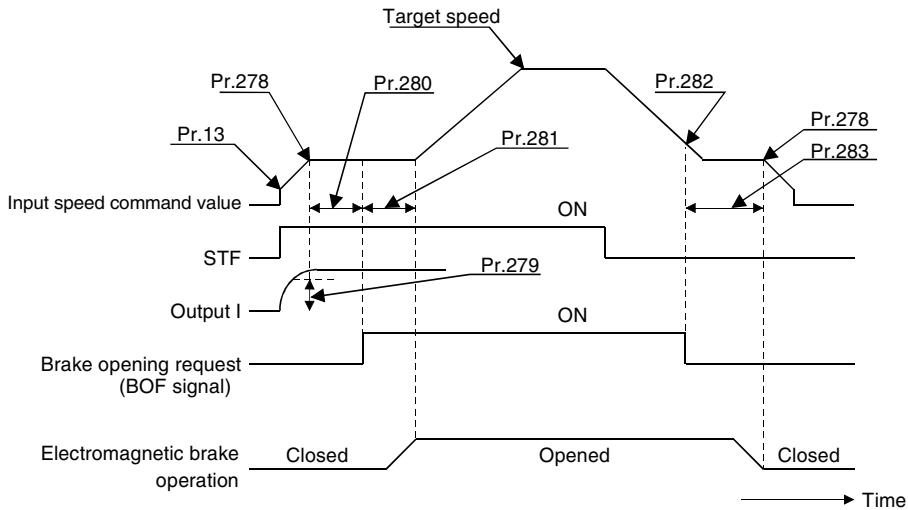 Target speed
Pr.278
Pr.280
Pr.282
Pr.278
Pr.13
Pr.281
Pr.283
Input speed command value
ON
STF
Pr.279
Output I
ON
Brake opening request
(BOF signal)
Electromagnetic brake
operation
Closed
Opened
Closed
Time